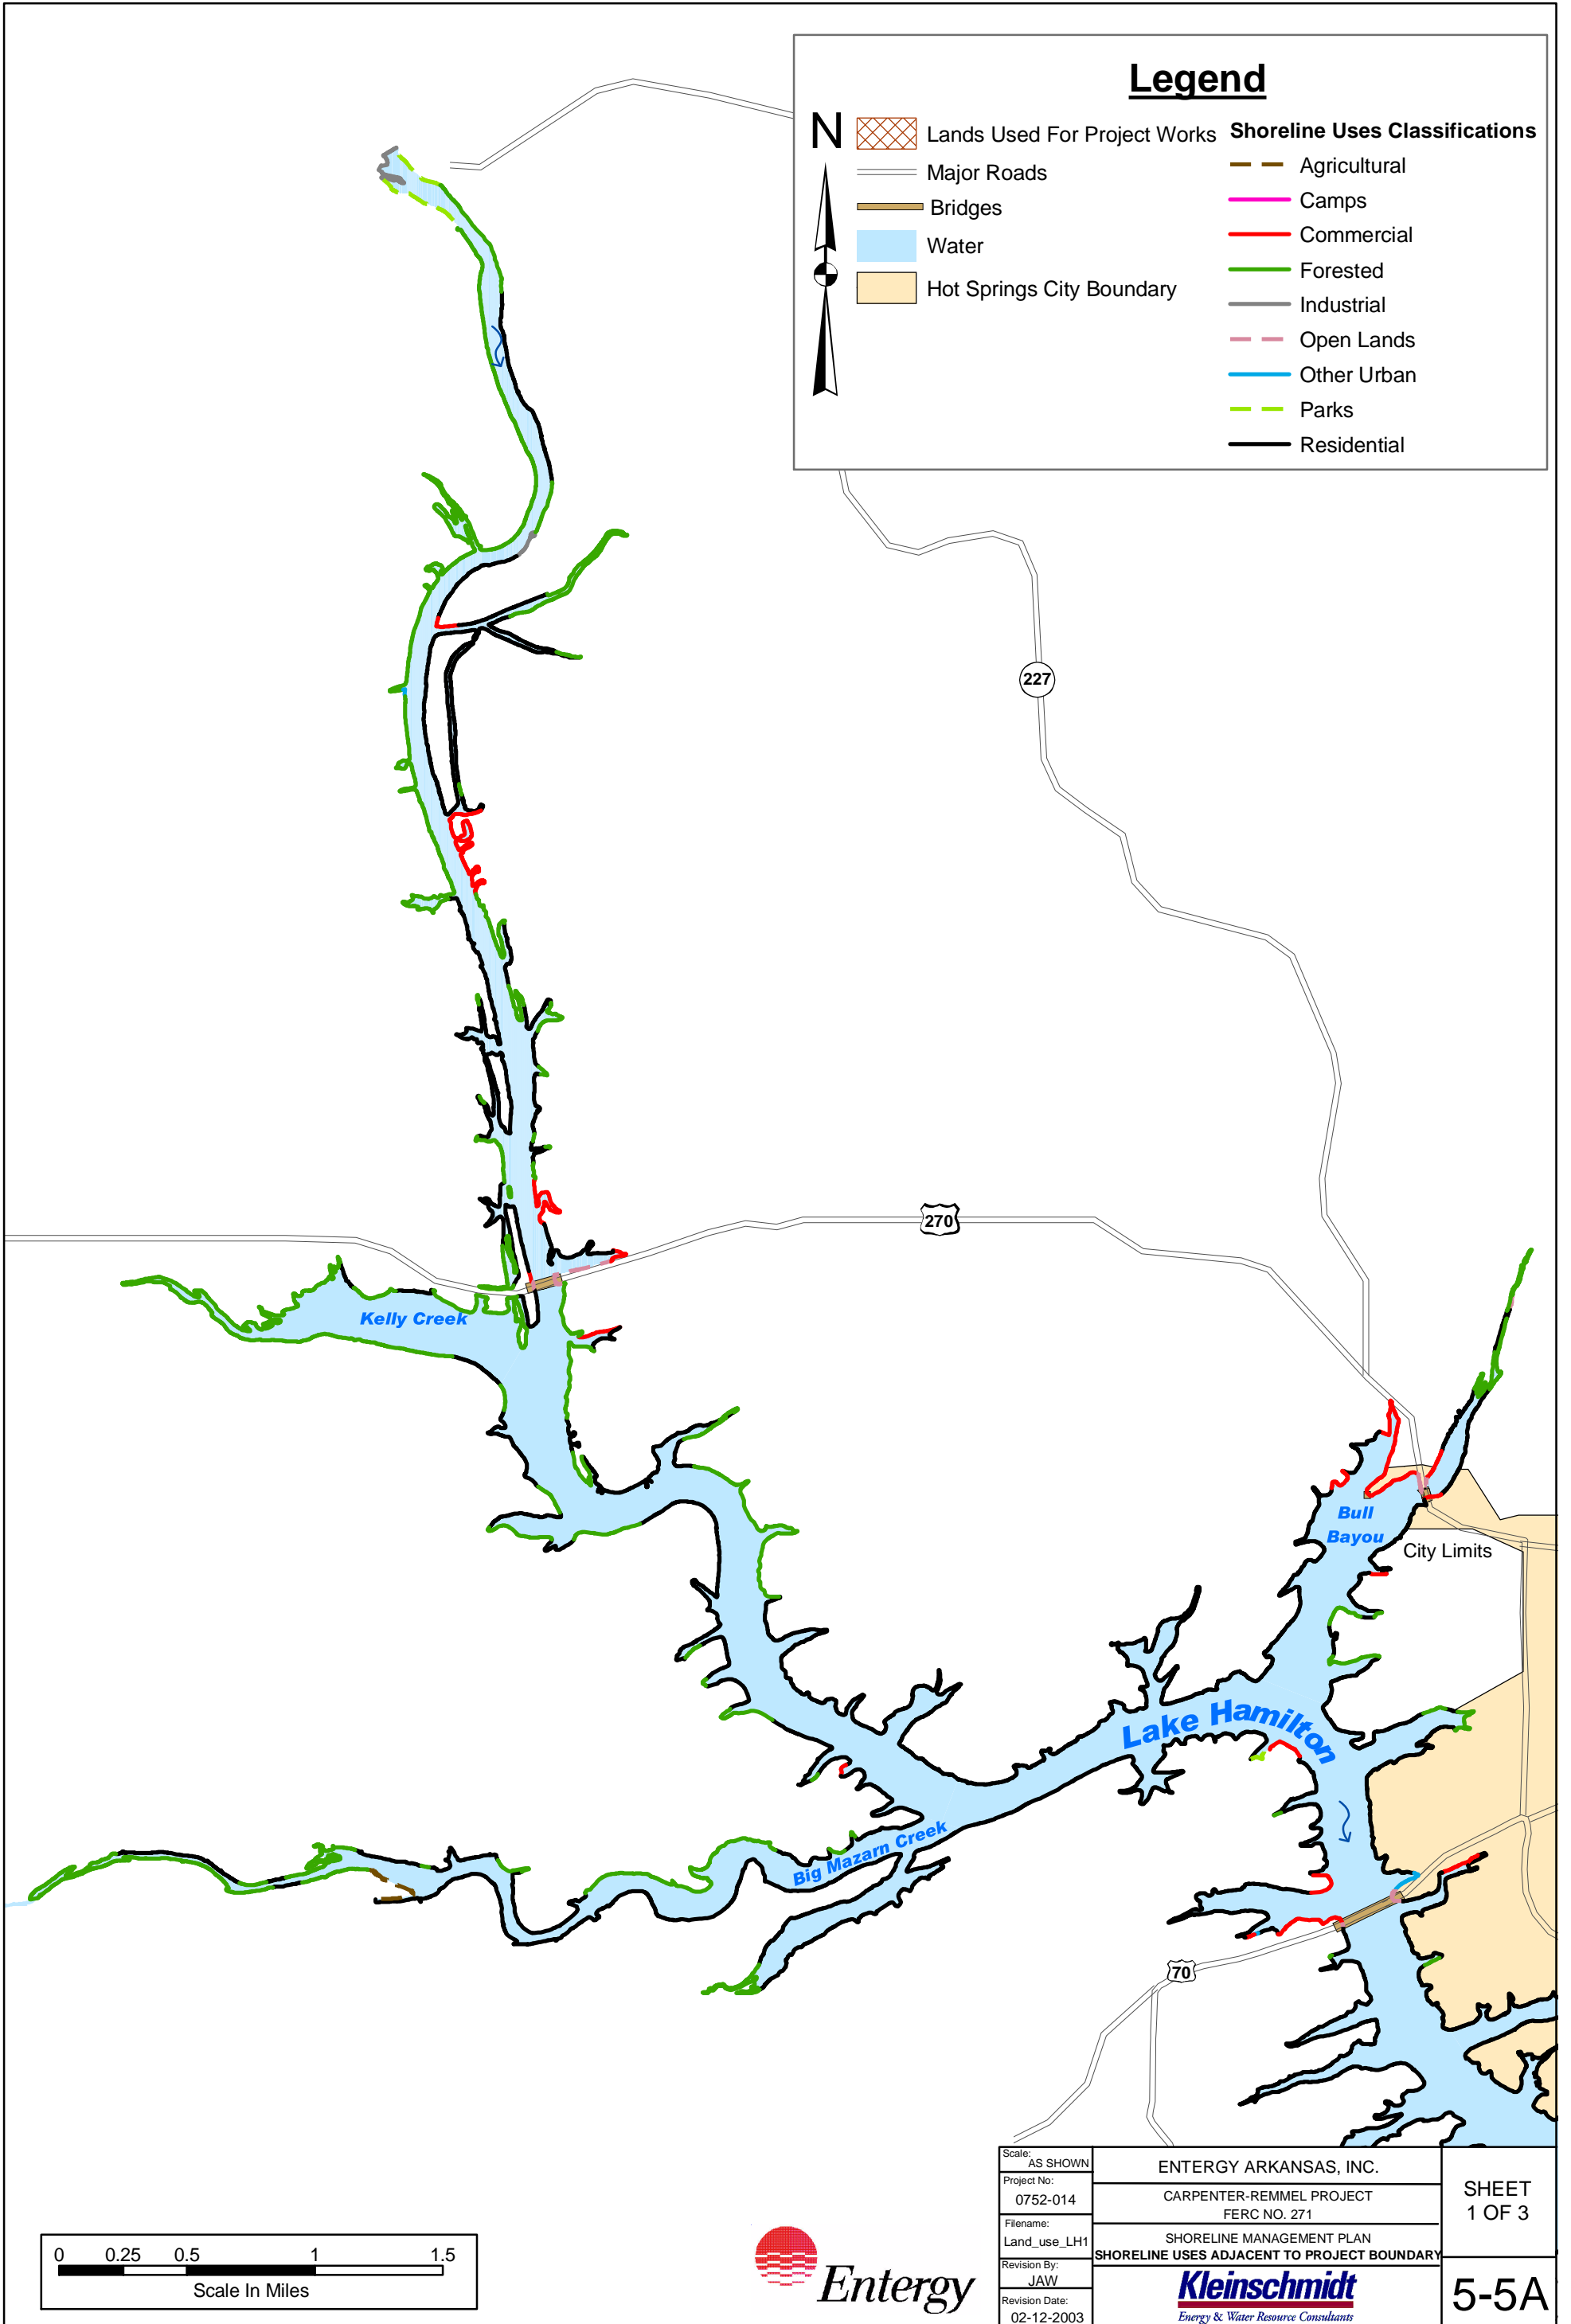 Legend
N
Lands Used For Project Works
Major Roads
Bridges
Water
Hot Springs City Boundary
Shoreline Uses Classifications
Agricultural
Camps
Commercial
Forested
Industrial
Open Lands
Other Urban
Parks
Residential
227
270
Kelly Creek
Bull
Bayou
City Limits
Lake Hamilton
Big Mazarn Creek
70
0 0.25 0.5 1 1.5
Scale In Miles
Entergy
Scale:
AS SHOWN
Project No:
0752-014
Filename:
Land_use_LH1
Revision By:
JAW
Revision Date:
02-12-2003
ENTERGY ARKANSAS, INC.
CARPENTER-REMMEL PROJECT
FERC NO. 271
SHORELINE MANAGEMENT PLAN
SHORELINE USES ADJACENT TO PROJECT BOUNDARY
Kleinschmidt
Energy & Water Resource Consultants
SHEET
1 OF 3
5-5A